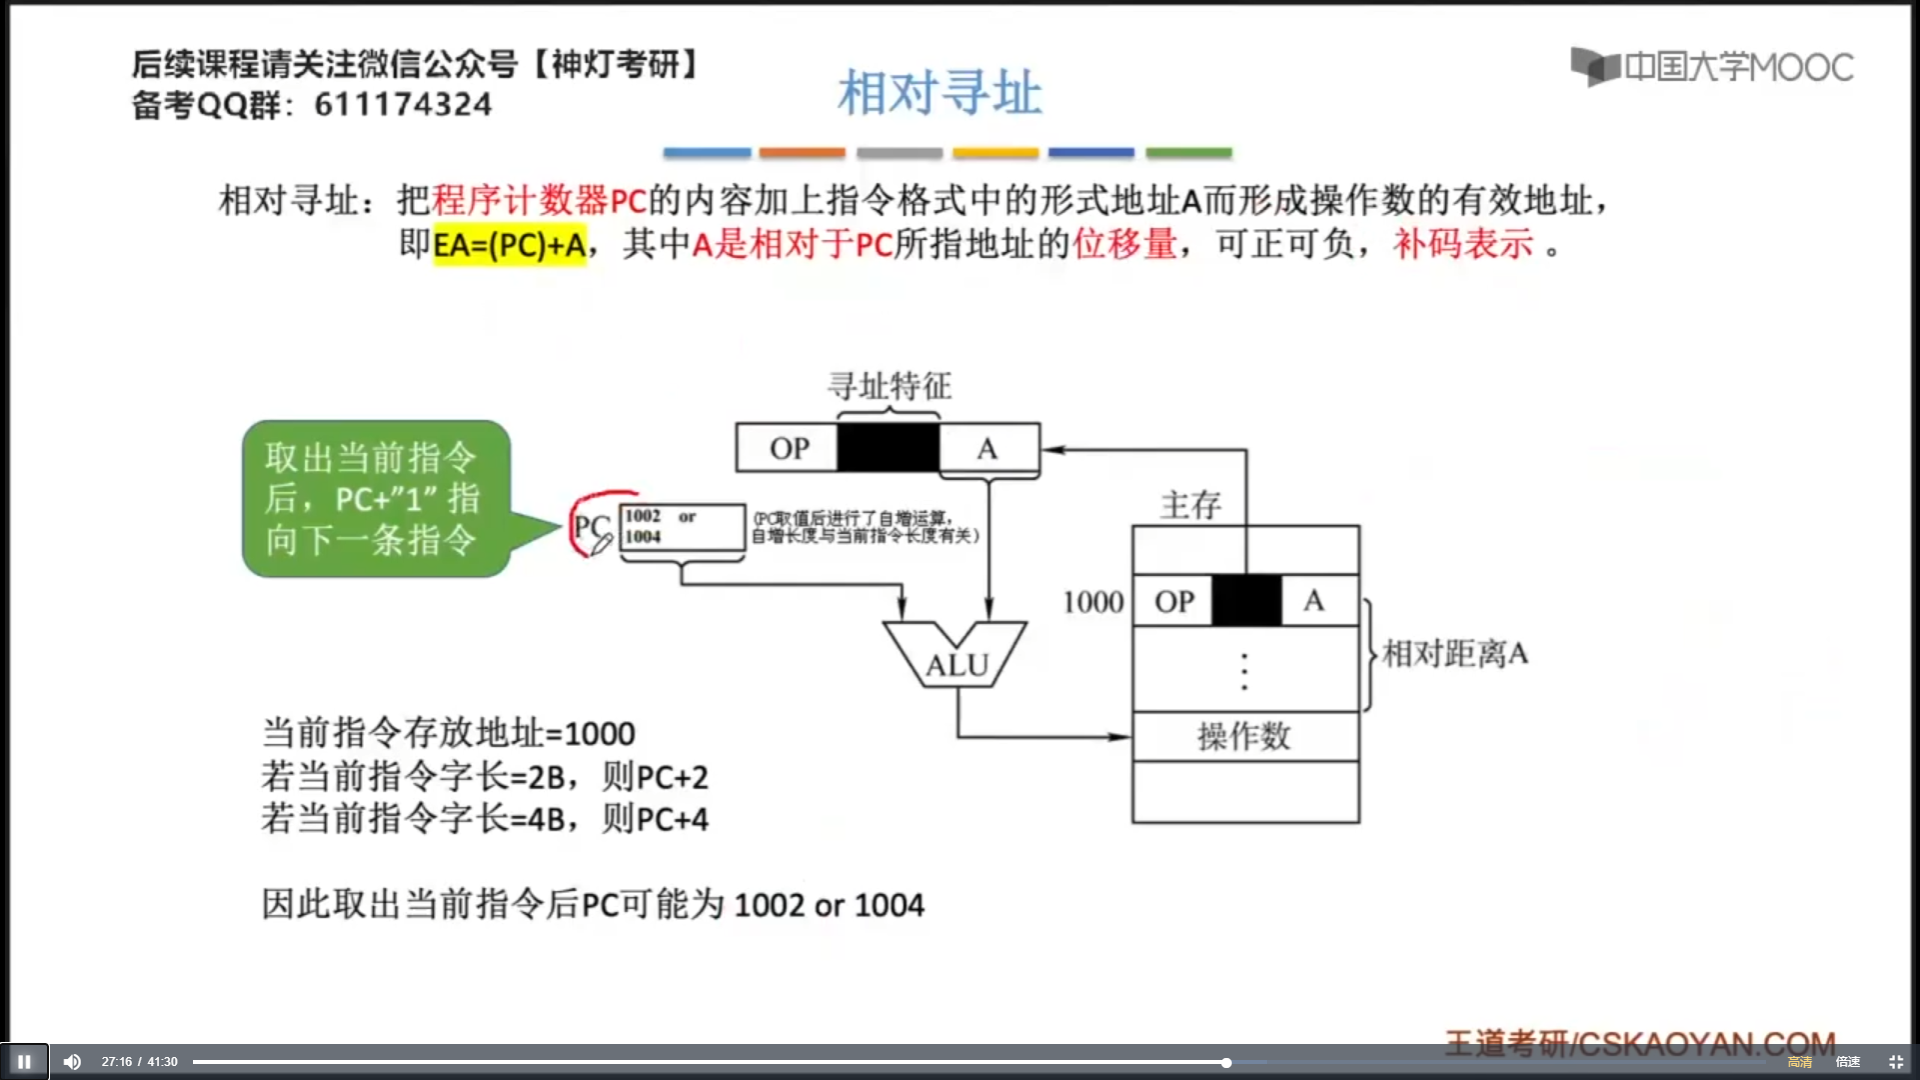 后续课程请关注微信公众号【神灯考研】
备考QQ群：611174324
相对寻址
中国大学MOOC
相对寻址：把程序计数器PC的内容加上指令格式中的形式地址A而形成操作数的有效地址，
即EA=(PC)+A，其中A是相对于PC所指地址的位移量，可正可负，补码表示 。
寻址特征
OP
A
取出当前指令
后，PC+”1” 指
向下一条指令
PC
1002 or
1004
(PC取值后进行了自增运算，
自增长度与当前指令长度有关)
主存
1000
OP
A
相对距离A
ALU
操作数
当前指令存放地址=1000
若当前指令字长=2B，则PC+2
若当前指令字长=4B，则PC+4
因此取出当前指令后PC可能为 1002 or 1004
王道考研/CSKAOYAN.COM
27:16 / 41:30
高清
倍速